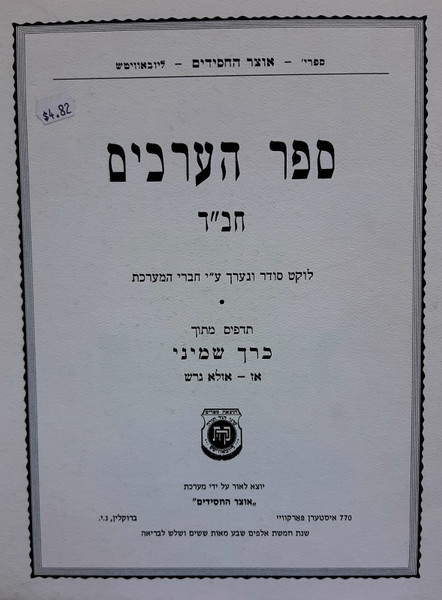 ספרי' – אוצר החסידים – ליובאוויטש
$4.82
ספר הערכים
חב"ד
לוקט סודר ונערך ע"י חברי המערכת
תדפים מתוך
כרך שמיני
אז – אולא גרש
יוצא לאור על ידי מערכת
„אוצר החסידים"
770 איסטערן פארקוויי ברוקלין, נ.י.
שנת חמשת אלפים שבע מאות ששים ושלש לבריאה